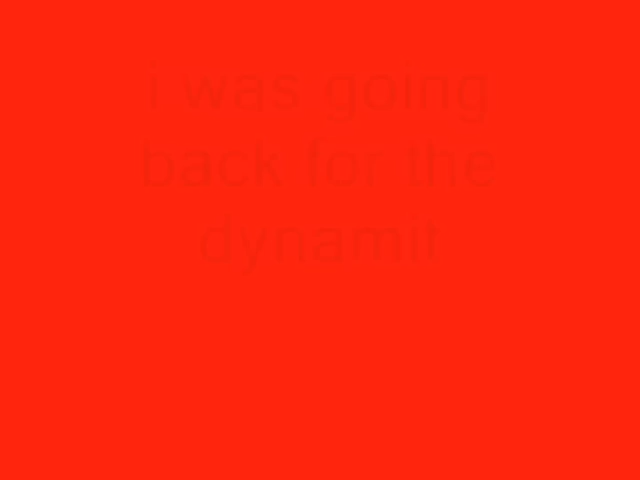 i was going
back for the
dynamit